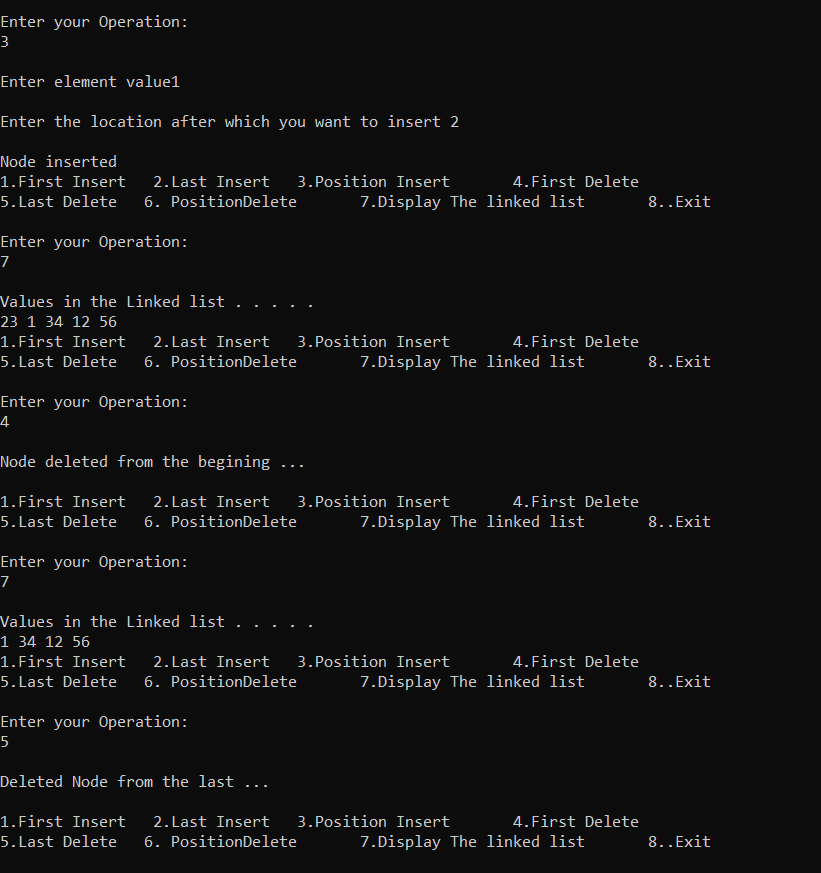 Enter your Operation:
3
Enter element value1
Enter the location after which you want to insert 2
Node inserted
1.First Insert   2.Last Insert   3.Position Insert       4.First Delete
5.Last Delete   6. PositionDelete       7.Display The linked list       8..Exit
Enter your Operation:
7
Values in the Linked list . . . . .
23 1 34 12 56
1.First Insert   2.Last Insert   3.Position Insert       4.First Delete
5.Last Delete   6. PositionDelete       7.Display The linked list       8..Exit
Enter your Operation:
4
Node deleted from the begining ...
1.First Insert   2.Last Insert   3.Position Insert       4.First Delete
5.Last Delete   6. PositionDelete       7.Display The linked list       8..Exit
Enter your Operation:
7
Values in the Linked list . . . . .
1 34 12 56
1.First Insert   2.Last Insert   3.Position Insert       4.First Delete
5.Last Delete   6. PositionDelete       7.Display The linked list       8..Exit
Enter your Operation:
5
Deleted Node from the last ...
1.First Insert   2.Last Insert   3.Position Insert       4.First Delete
5.Last Delete   6. PositionDelete       7.Display The linked list       8..Exit